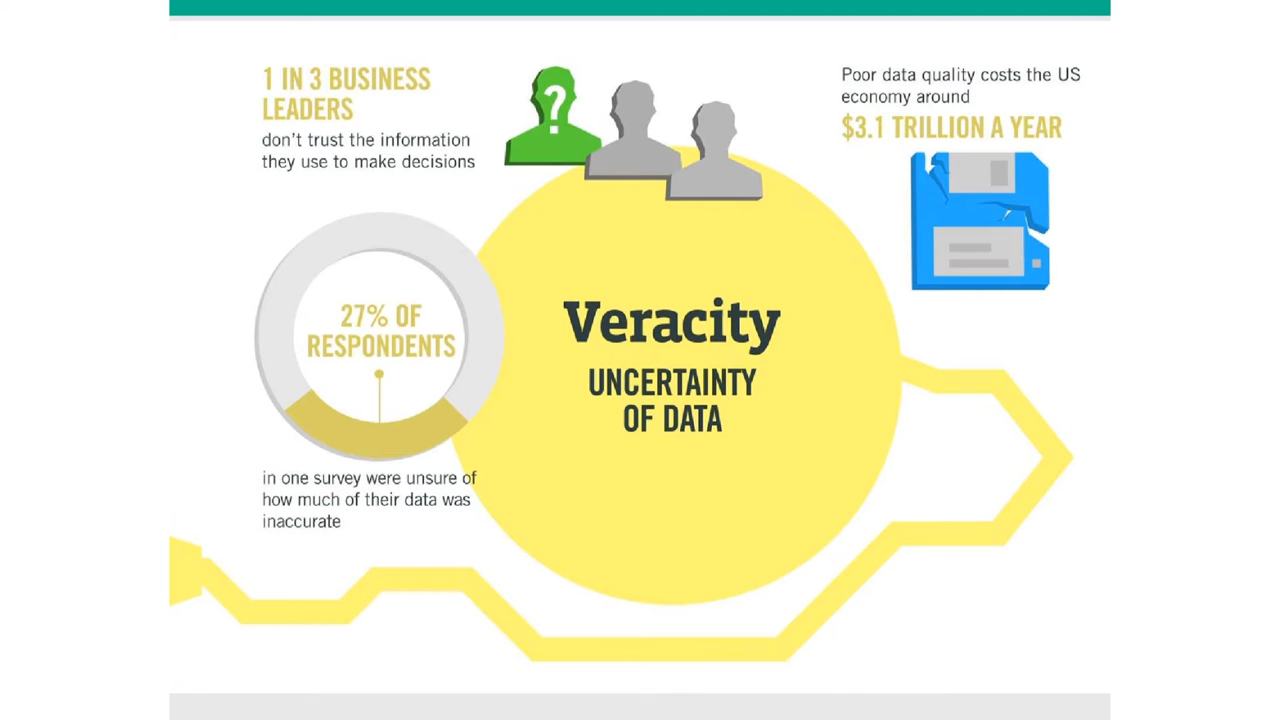 1 IN 3 BUSINESS
LEADERS
don't trust the information
they use to make decisions
?
Poor data quality costs the US
economy around
$3.1 TRILLION A YEAR
27% OF
RESPONDENTS
in one survey were unsure of
how much of their data was
inaccurate
Veracity
UNCERTAINTY
OF DATA